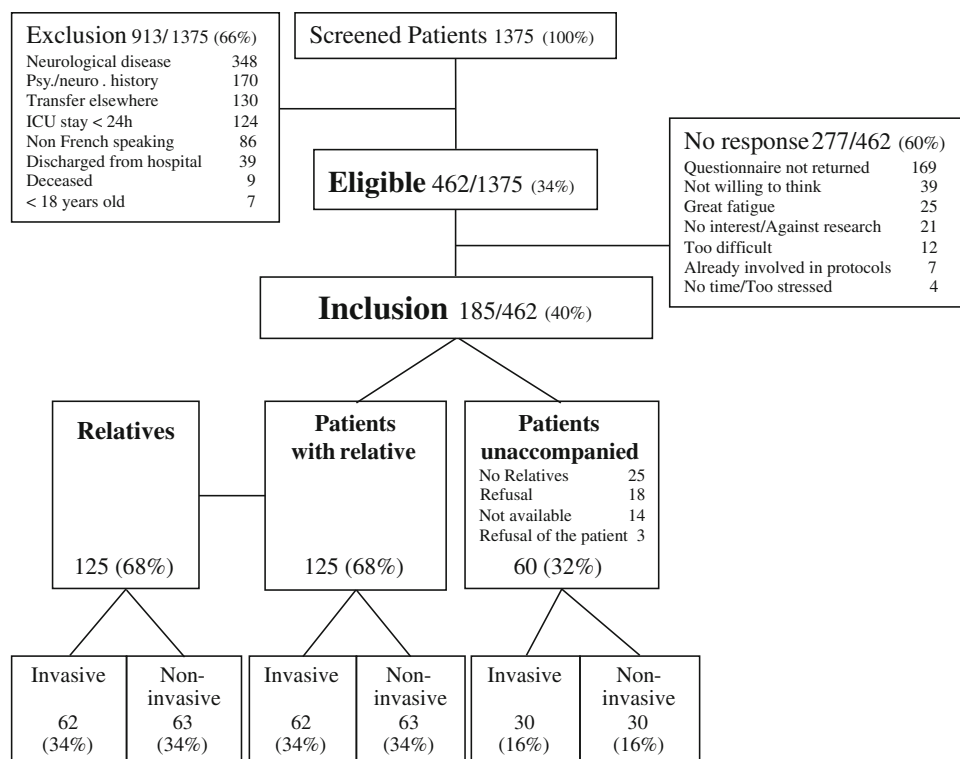 Exclusion 913/1375 (66%)
Neurological disease 348
Psy./neuro . history 170
Transfer elsewhere 130
ICU stay < 24h 124
Non French speaking 86
Discharged from hospital 39
Deceased 9
< 18 years old 7
Screened Patients 1375 (100%)
Eligible 462/1375 (34%)
No response 277/462 (60%)
Questionnaire not returned 169
Not willing to think 39
Great fatigue 25
No interest/Against research 21
Too difficult 12
Already involved in protocols 7
No time/Too stressed 4
Inclusion 185/462 (40%)
Relatives
125 (68%)
Patients
with relative
125 (68%)
Patients
unaccompanied
No Relatives 25
Refusal 18
Not available 14
Refusal of the patient 3
60 (32%)
Invasive
62
(34%)
Non-
invasive
63
(34%)
Invasive
62
(34%)
Non-
invasive
63
(34%)
Invasive
30
(16%)
Non-
invasive
30
(16%)